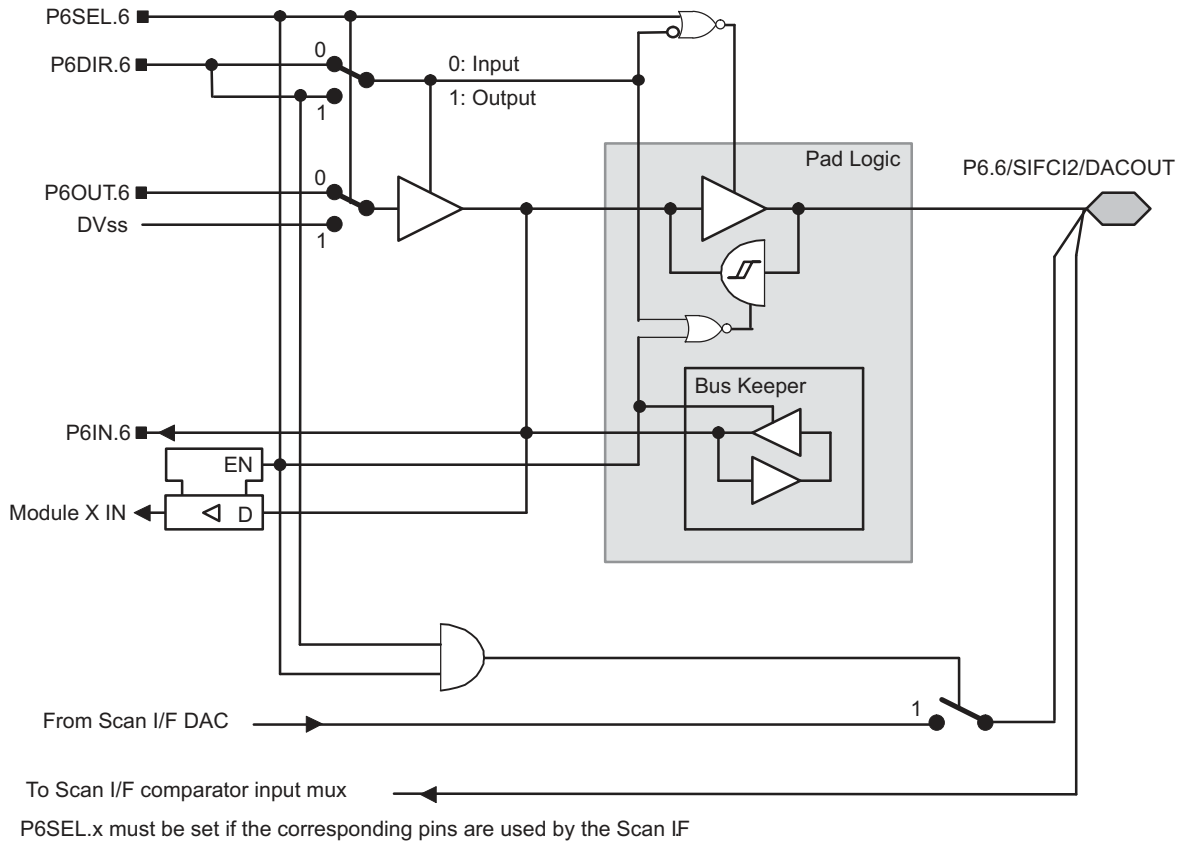 P6SEL.6
P6DIR.6
0
0: Input
1
1: Output
Pad Logic
P6.6/SIFCI2/DACOUT
P6OUT.6
0
DVss
1
Bus Keeper
P6IN.6
EN
Module X IN
D
From Scan I/F DAC
1
To Scan I/F comparator input mux
P6SEL.x must be set if the corresponding pins are used by the Scan I.F